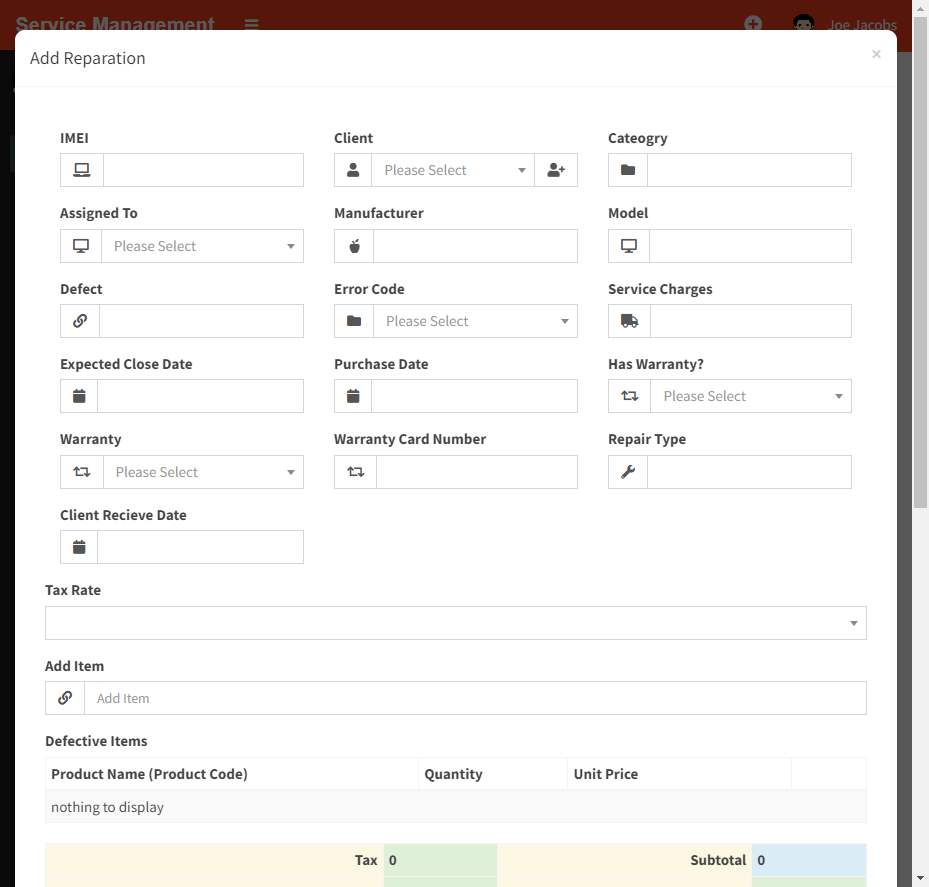 Service Management
Joe Jacobs
Add Reparation
×
IMEI
Client
Cateogry
Please Select
Assigned To
Manufacturer
Model
Please Select
Defect
Error Code
Service Charges
Please Select
Expected Close Date
Purchase Date
Has Warranty?
Please Select
Warranty
Warranty Card Number
Repair Type
Please Select
Client Recieve Date
Tax Rate
Add Item
Add Item
Defective Items
Product Name (Product Code)
Quantity
Unit Price
nothing to display
Tax
0
Subtotal
0